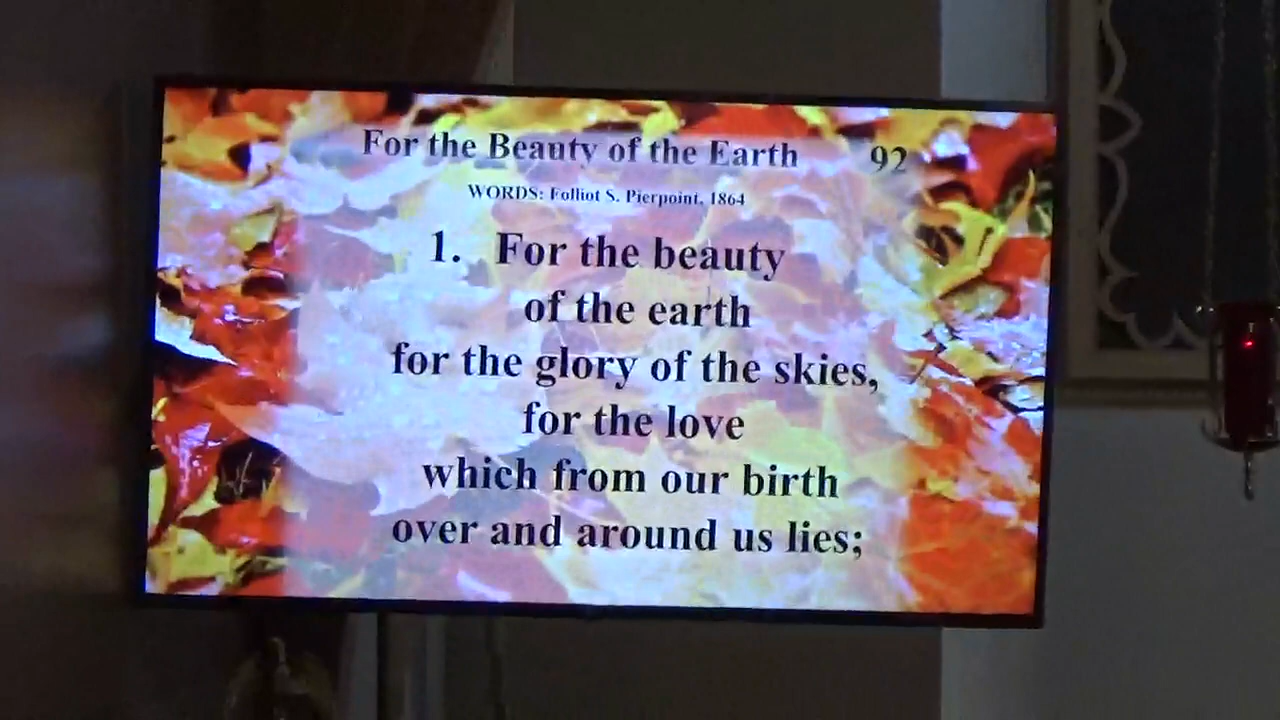 For the Beauty of the Earth 92
WORDS: Folliot S. Pierpoint, 1864
1. For the beauty
of the earth
for the glory of the skies,
for the love
which from our birth
over and around us lies;